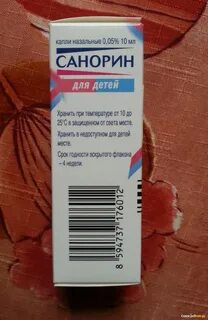 капли назальные 0,05% 10 мл
САНОРИН
для детей
Хранить при температуре от 10 до
25°С в защищенном от света месте.
Хранить в недоступном для детей
месте.
Срок годности вскрытого флакона
– 4 недели.
8 594737 176012